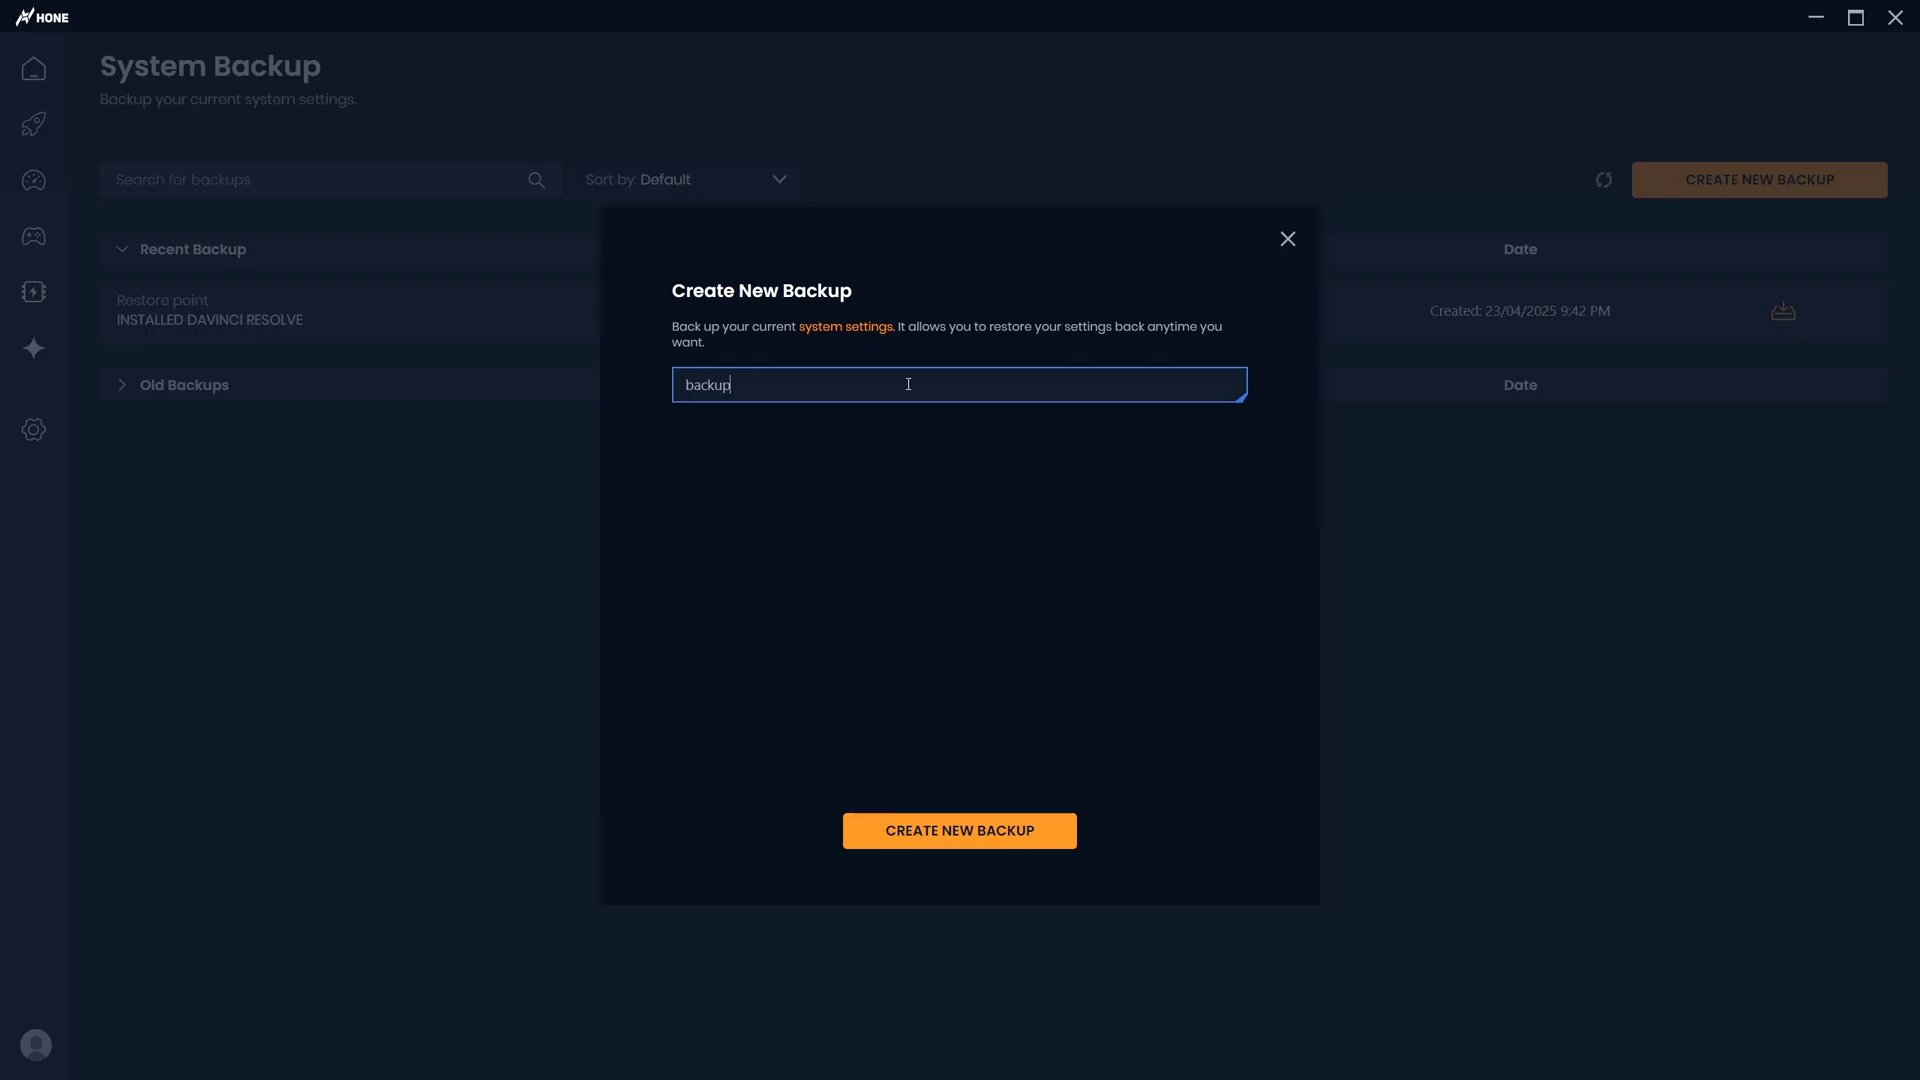 HONE
System Backup
Backup your current system settings.
Search for backups
Sort by: Default
CREATE NEW BACKUP
Recent Backup
Date
Restore point
INSTALLED DAVINCI RESOLVE
Created: 23/04/2025 9:42 PM
Old Backups
Date
Create New Backup
Back up your current system settings. It allows you to restore your settings back anytime you
want.
backup
CREATE NEW BACKUP